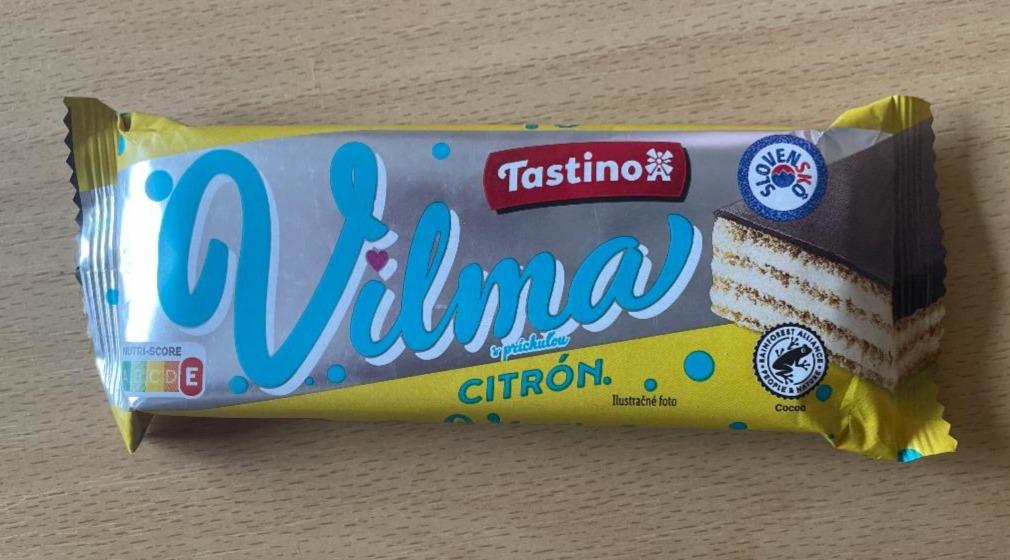 Tastino
SLOVENSKO
Vilma
s príchuťou
CITRÓN.
NUTRI-SCORE
A B C D E
Ilustračné foto
RAINFOREST ALLIANCE
PEOPLE & NATURE
Cocoa